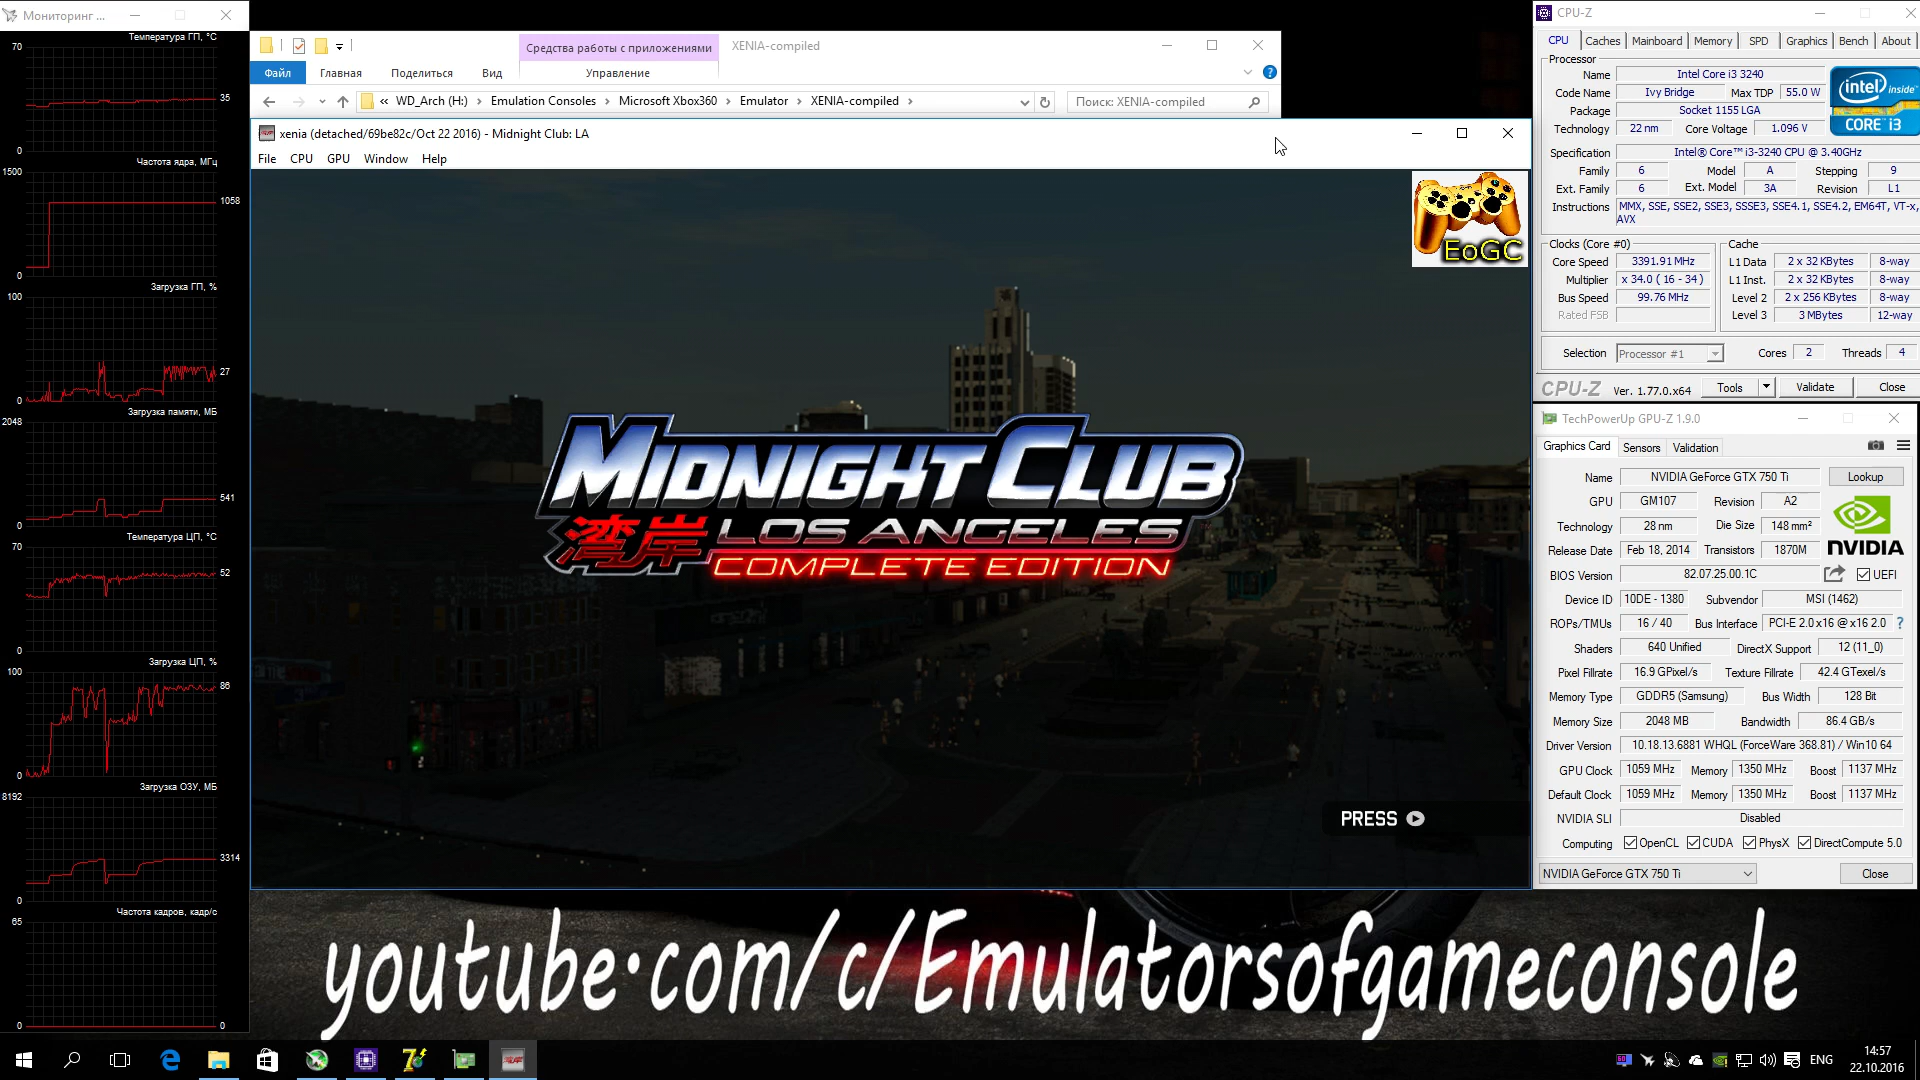 Мониторинг ...
Температура ГП, °C
70
35
0
Частота ядра, МГц
1500
1058
0
Загрузка ГП, %
100
27
0
Загрузка памяти, МБ
2048
541
0
Температура ЦП, °C
70
52
0
Загрузка ЦП, %
100
86
0
Загрузка ОЗУ, МБ
8192
3314
0
Частота кадров, кадр/с
65
0
0
Средства работы с приложениями
XENIA-compiled
Файл
Главная
Поделиться
Вид
Управление
« WD_Arch (H:) > Emulation Consoles > Microsoft Xbox360 > Emulator > XENIA-compiled >
Поиск: XENIA-compiled
xenia (detached/69be82c/Oct 22 2016) - Midnight Club: LA
File CPU GPU Window Help
EoGC
MIDNIGHT CLUB
湾岸 LOS ANGELES
COMPLETE EDITION
PRESS
youtube.com/c/Emulatorsofgameconsole
CPU-Z
CPU Caches Mainboard Memory SPD Graphics Bench About
Processor
Name Intel Core i3 3240
Code Name Ivy Bridge Max TDP 55.0 W
Package Socket 1155 LGA
Technology 22 nm Core Voltage 1.096 V
intel inside
CORE i3
Specification Intel® Core™ i3-3240 CPU @ 3.40GHz
Family 6 Model A Stepping 9
Ext. Family 6 Ext. Model 3A Revision L1
Instructions MMX, SSE, SSE2, SSE3, SSSE3, SSE4.1, SSE4.2, EM64T, VT-x,
AVX
Clocks (Core #0)
Core Speed 3391.91 MHz
Multiplier x 34.0 ( 16 - 34 )
Bus Speed 99.76 MHz
Rated FSB
Cache
L1 Data 2 x 32 KBytes 8-way
L1 Inst. 2 x 32 KBytes 8-way
Level 2 2 x 256 KBytes 8-way
Level 3 3 MBytes 12-way
Selection Processor #1 Cores 2 Threads 4
CPU-Z Ver. 1.77.0.x64 Tools Validate Close
TechPowerUp GPU-Z 1.9.0
Graphics Card Sensors Validation
Name NVIDIA GeForce GTX 750 Ti Lookup
GPU GM107 Revision A2
Technology 28 nm Die Size 148 mm²
Release Date Feb 18, 2014 Transistors 1870M
NVIDIA
BIOS Version 82.07.25.00.1C UEFI
Device ID 10DE - 1380 Subvendor MSI (1462)
ROPs/TMUs 16 / 40 Bus Interface PCI-E 2.0 x16 @ x16 2.0 ?
Shaders 640 Unified DirectX Support 12 (11_0)
Pixel Fillrate 16.9 GPixel/s Texture Fillrate 42.4 GTexel/s
Memory Type GDDR5 (Samsung) Bus Width 128 Bit
Memory Size 2048 MB Bandwidth 86.4 GB/s
Driver Version 10.18.13.6881 WHQL (ForceWare 368.81) / Win10 64
GPU Clock 1059 MHz Memory 1350 MHz Boost 1137 MHz
Default Clock 1059 MHz Memory 1350 MHz Boost 1137 MHz
NVIDIA SLI Disabled
Computing OpenCL CUDA PhysX DirectCompute 5.0
NVIDIA GeForce GTX 750 Ti Close
ENG
14:57
22.10.2016